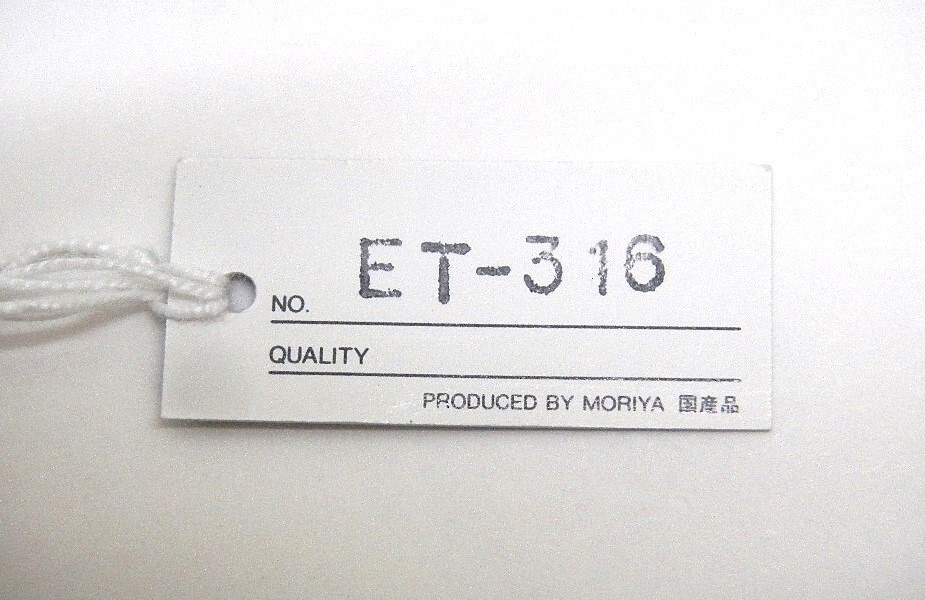 NO. ET-316
QUALITY
PRODUCED BY MORIYA 国産品